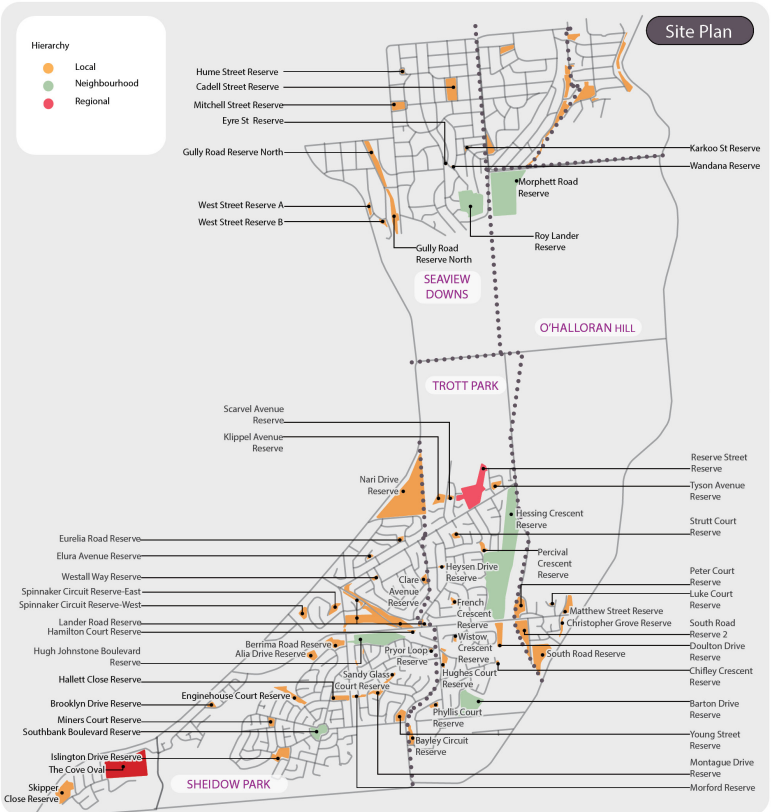 Site Plan
Hierarchy
Local
Neighbourhood
Regional
Hume Street Reserve
Cadell Street Reserve
Mitchell Street Reserve
Eyre St Reserve
Gully Road Reserve North
West Street Reserve A
West Street Reserve B
Karkoo St Reserve
Wandana Reserve
Morphett Road
Reserve
Roy Lander
Reserve
Gully Road
Reserve North
SEAVIEW
DOWNS
O'HALLORAN HILL
TROTT PARK
Scarvel Avenue
Reserve
Klippel Avenue
Reserve
Nari Drive
Reserve
Reserve Street
Reserve
Tyson Avenue
Reserve
Hessing Crescent
Reserve
Strutt Court
Reserve
Eurelia Road Reserve
Elura Avenue Reserve
Westall Way Reserve
Spinnaker Circuit Reserve-East
Spinnaker Circuit Reserve-West
Lander Road Reserve
Hamilton Court Reserve
Hugh Johnstone Boulevard
Reserve
Hallett Close Reserve
Brooklyn Drive Reserve
Miners Court Reserve
Southbank Boulevard Reserve
Islington Drive Reserve
The Cove Oval
Skipper
Close Reserve
Berrima Road Reserve
Alia Drive Reserve
Enginehouse Court Reserve
Sandy Glass
Court Reserve
Clare
Avenue
Reserve
Heysen Drive
Reserve
Percival
Crescent
Reserve
French
Crescent
Reserve
Wistow
Crescent
Reserve
Pryor Loop
Reserve
Hughes Court
Reserve
Phyllis Court
Reserve
Bayley Circuit
Reserve
Peter Court
Reserve
Luke Court
Reserve
Matthew Street Reserve
Christopher Grove Reserve
South Road
Reserve 2
South Road Reserve
Doulton Drive
Reserve
Chifley Crescent
Reserve
Barton Drive
Reserve
Young Street
Reserve
Montague Drive
Reserve
Morford Reserve
SHEIDOW PARK